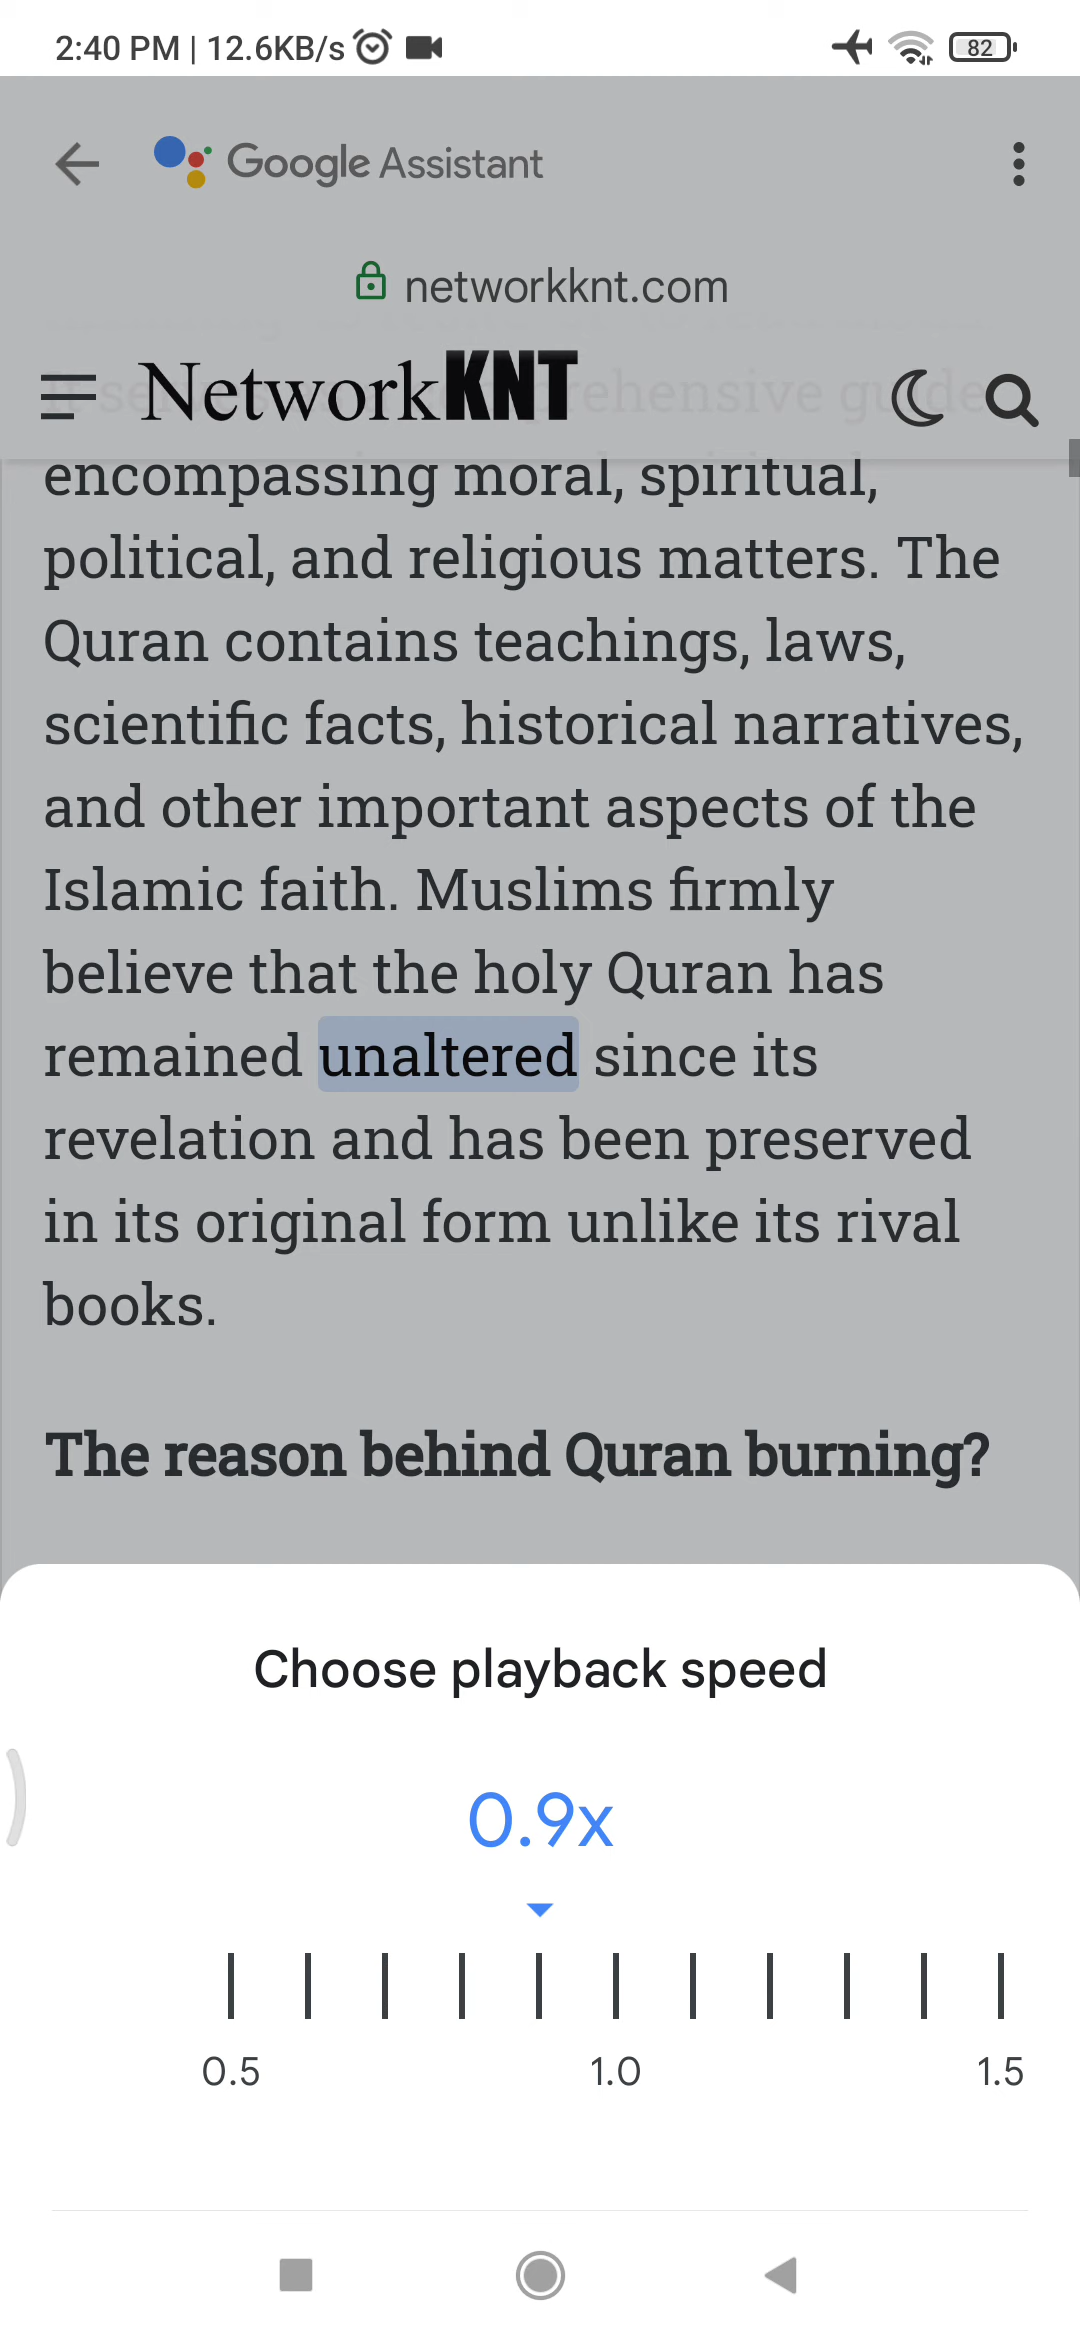 2:40 PM | 12.6KB/s 82
Google Assistant
networkknt.com
NetworkKNT
encompassing moral, spiritual,
political, and religious matters. The
Quran contains teachings, laws,
scientific facts, historical narratives,
and other important aspects of the
Islamic faith. Muslims firmly
believe that the holy Quran has
remained unaltered since its
revelation and has been preserved
in its original form unlike its rival
books.
The reason behind Quran burning?
Choose playback speed
0.9x
0.5 1.0 1.5